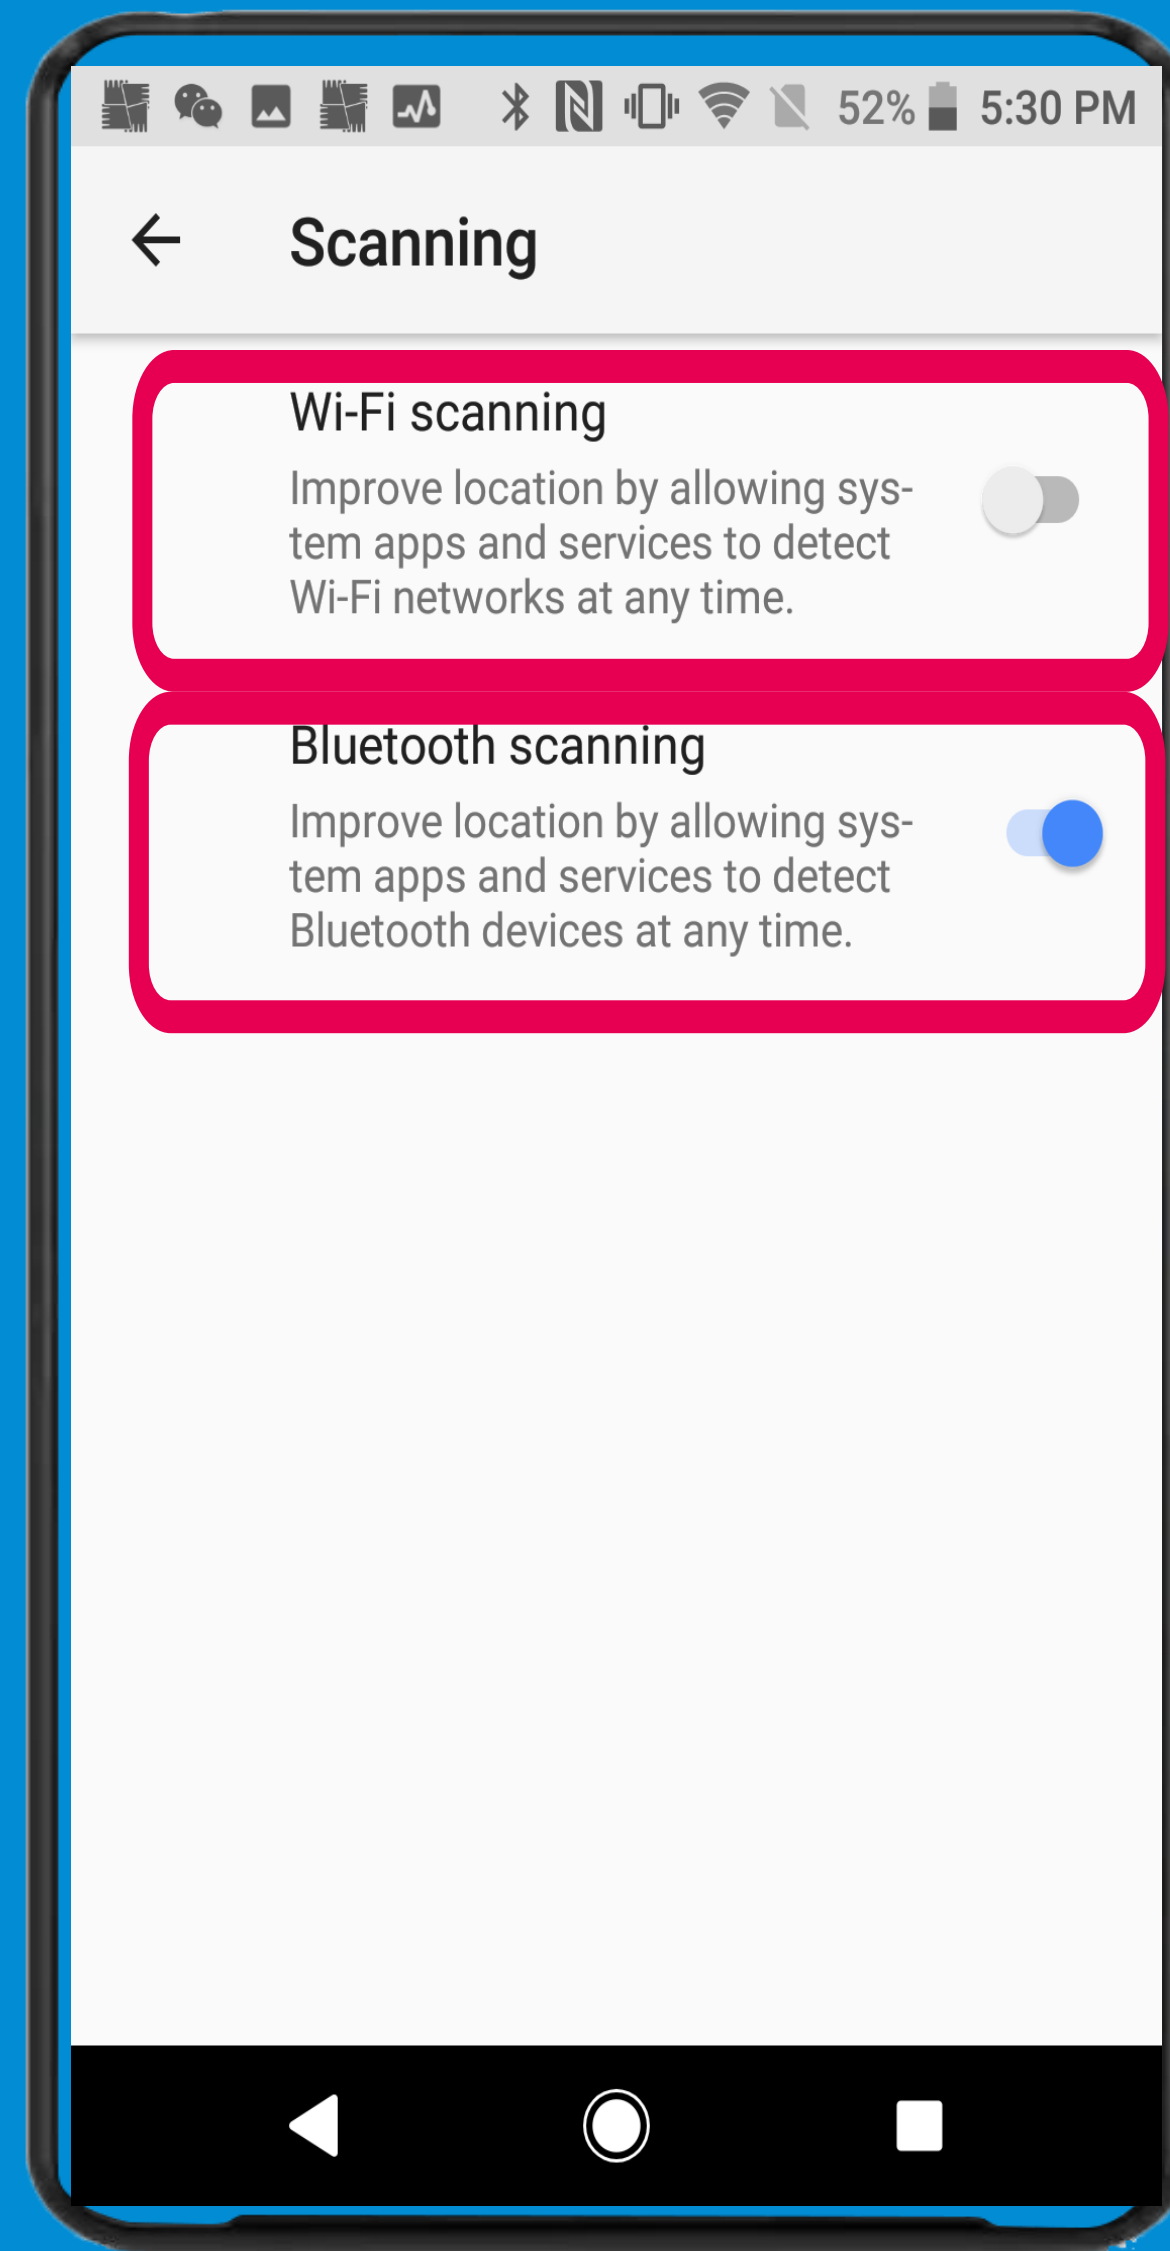 52% 5:30 PM
Scanning
Wi-Fi scanning
Improve location by allowing sys-
tem apps and services to detect
Wi-Fi networks at any time.
Bluetooth scanning
Improve location by allowing sys-
tem apps and services to detect
Bluetooth devices at any time.